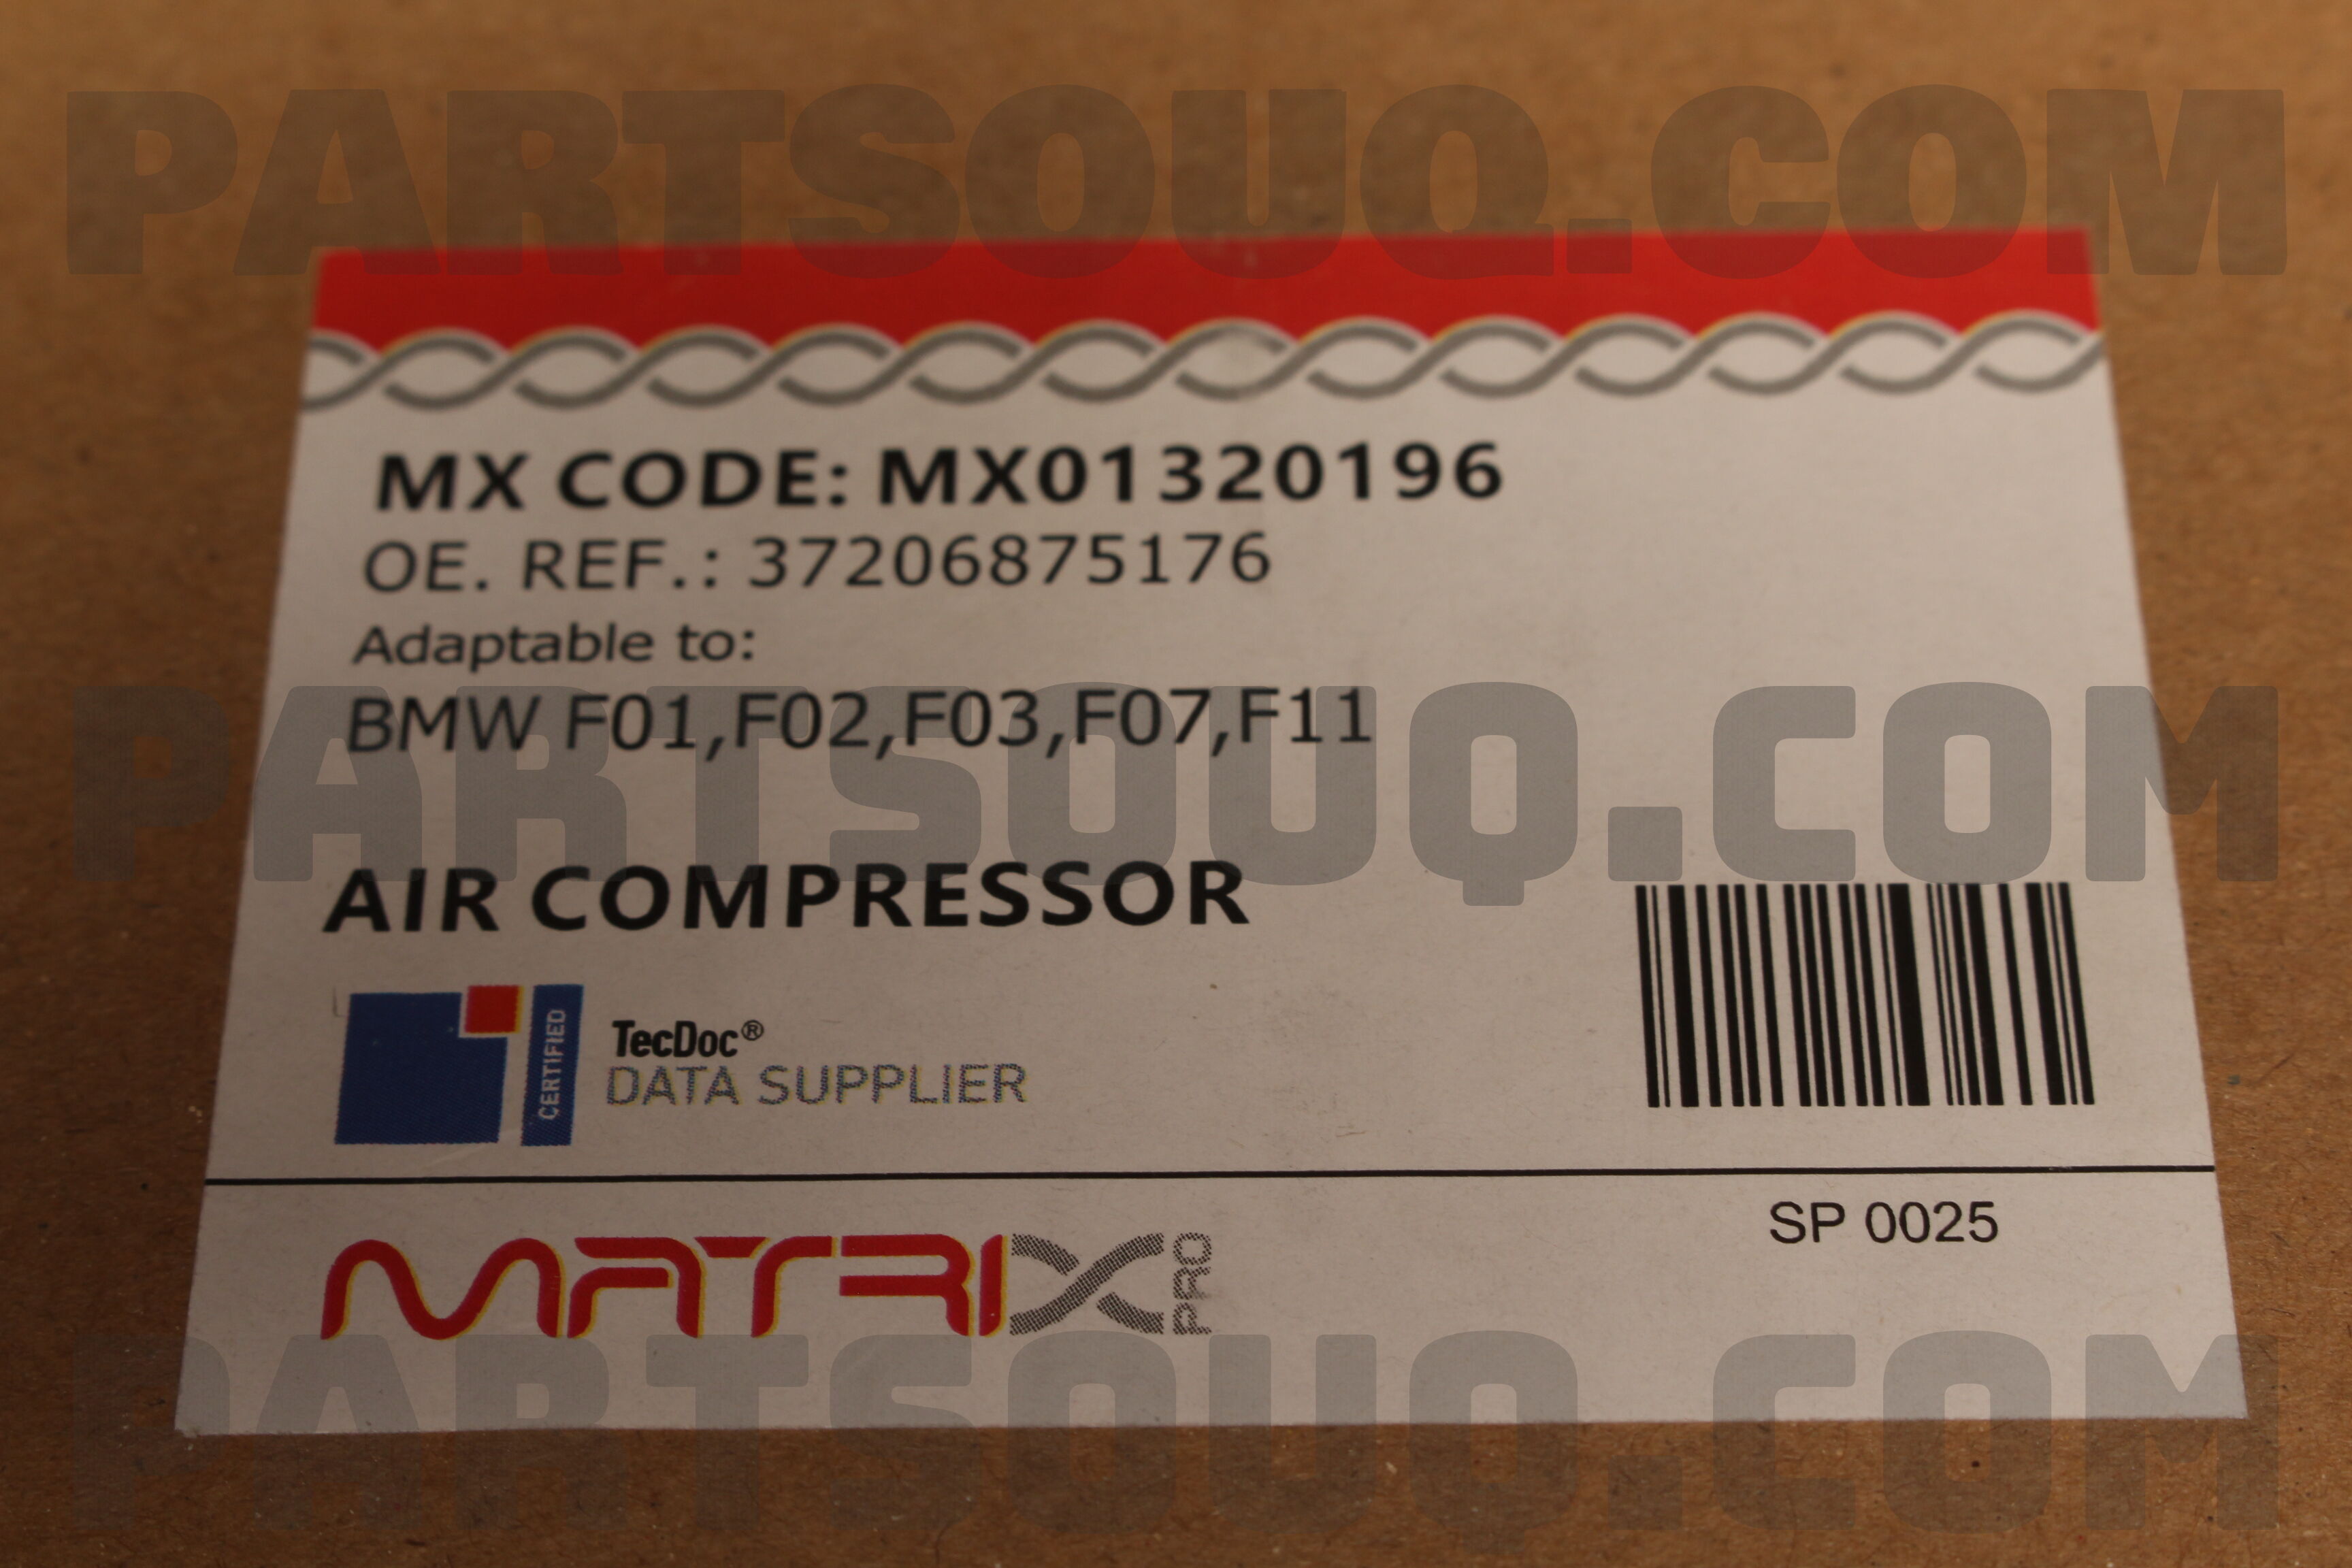 PARTSOUQ.COM
MX CODE: MX01320196
OE. REF.: 37206875176
Adaptable to:
BMW F01,F02,F03,F07,F11
PARTSOUQ.COM
AIR COMPRESSOR
CERTIFIED
TecDoc®
DATA SUPPLIER
SP 0025
MATRIX PRO
PARTSOUQ.COM